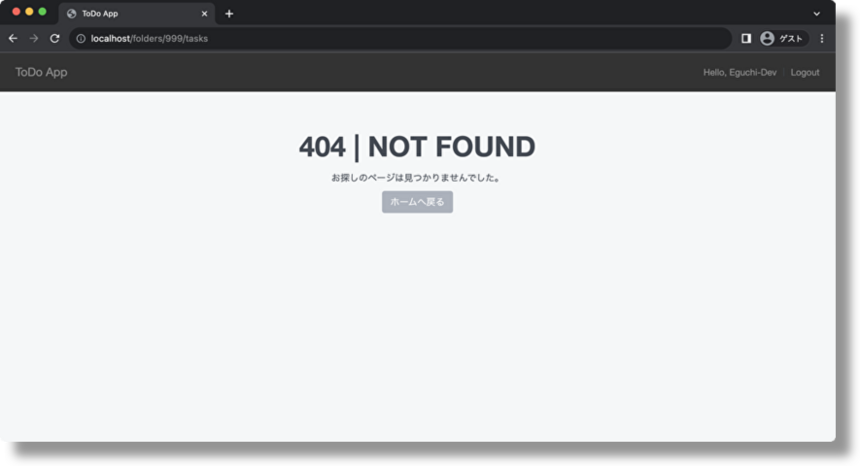 ToDo App
localhost/folders/999/tasks
ゲスト
ToDo App
Hello, Eguchi-Dev
Logout
404 | NOT FOUND
お探しのページは見つかりませんでした。
ホームへ戻る